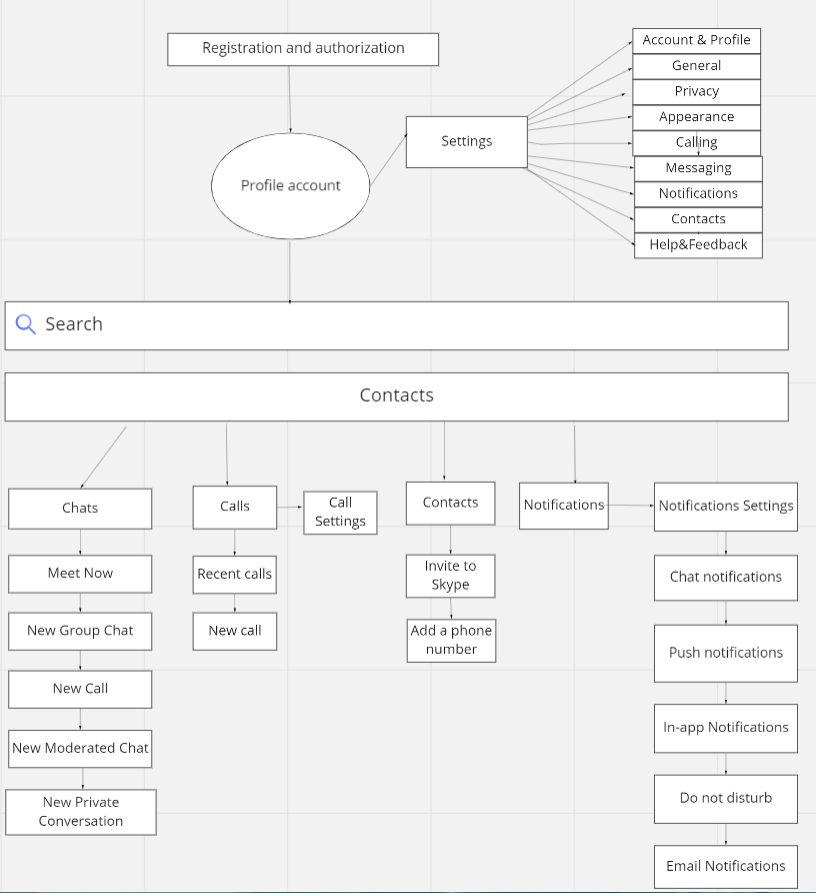 Registration and authorization
Profile account
Settings
Account & Profile
General
Privacy
Appearance
Calling
Messaging
Notifications
Contacts
Help&Feedback
Search
Contacts
Chats
Meet Now
New Group Chat
New Call
New Moderated Chat
New Private
Conversation
Calls
Recent calls
New call
Call
Settings
Contacts
Invite to
Skype
Add a phone
number
Notifications
Notifications Settings
Chat notifications
Push notifications
In-app Notifications
Do not disturb
Email Notifications